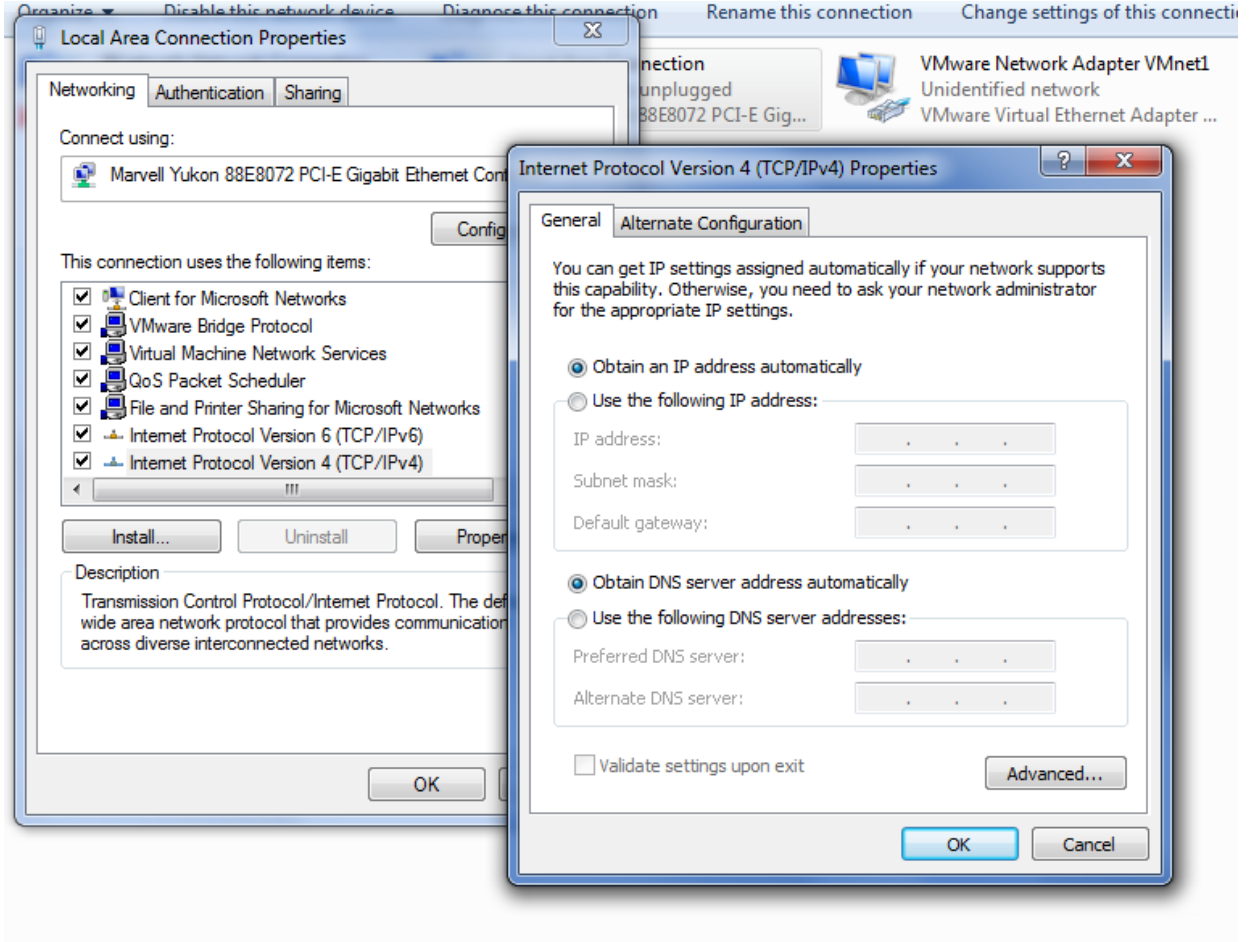 Organize Disable this network device Diagnose this connection Rename this connection Change settings of this connecti
Local Area Connection Properties
Networking Authentication Sharing
Connect using:
Marvell Yukon 88E8072 PCI-E Gigabit Ethernet Cont
Config
This connection uses the following items:
Client for Microsoft Networks
VMware Bridge Protocol
Virtual Machine Network Services
QoS Packet Scheduler
File and Printer Sharing for Microsoft Networks
Internet Protocol Version 6 (TCP/IPv6)
Internet Protocol Version 4 (TCP/IPv4)
Install... Uninstall Proper
Description
Transmission Control Protocol/Internet Protocol. The def
wide area network protocol that provides communication
across diverse interconnected networks.
OK
nection
unplugged
88E8072 PCI-E Gig...
VMware Network Adapter VMnet1
Unidentified network
VMware Virtual Ethernet Adapter ...
Internet Protocol Version 4 (TCP/IPv4) Properties
General Alternate Configuration
You can get IP settings assigned automatically if your network supports
this capability. Otherwise, you need to ask your network administrator
for the appropriate IP settings.
Obtain an IP address automatically
Use the following IP address:
IP address: . . .
Subnet mask: . . .
Default gateway: . . .
Obtain DNS server address automatically
Use the following DNS server addresses:
Preferred DNS server: . . .
Alternate DNS server: . . .
Validate settings upon exit
Advanced...
OK Cancel